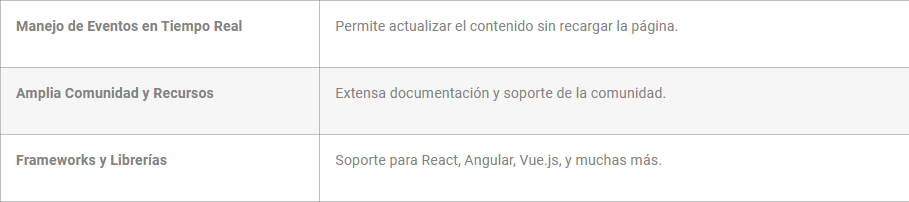 Manejo de Eventos en Tiempo Real
Permite actualizar el contenido sin recargar la página.
Amplia Comunidad y Recursos
Extensa documentación y soporte de la comunidad.
Frameworks y Librerías
Soporte para React, Angular, Vue.js, y muchas más.